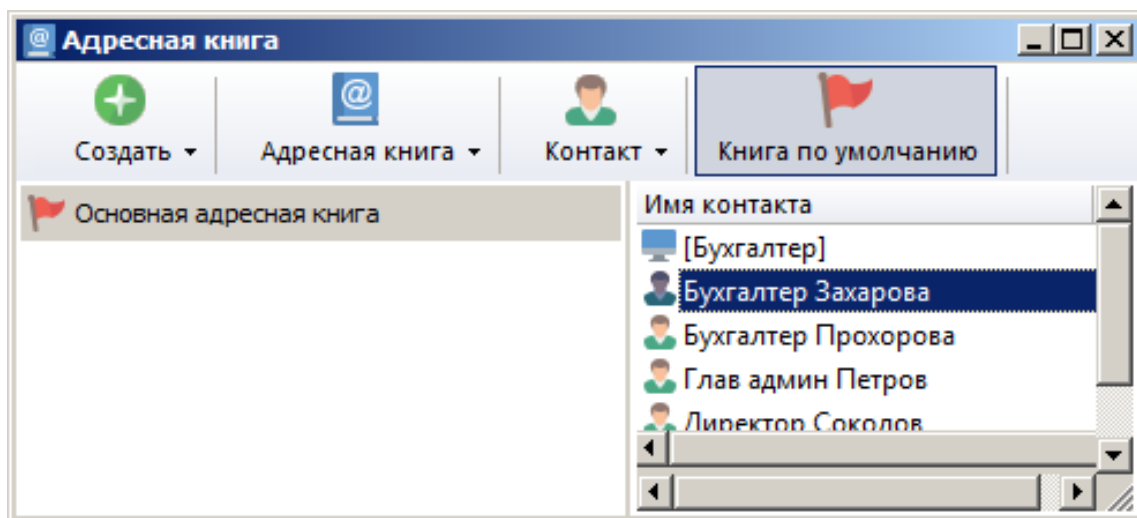 Адресная книга
Создать
Адресная книга
Контакт
Книга по умолчанию
Основная адресная книга
Имя контакта
[Бухгалтер]
Бухгалтер Захарова
Бухгалтер Прохорова
Глав админ Петров
Директор Соколов